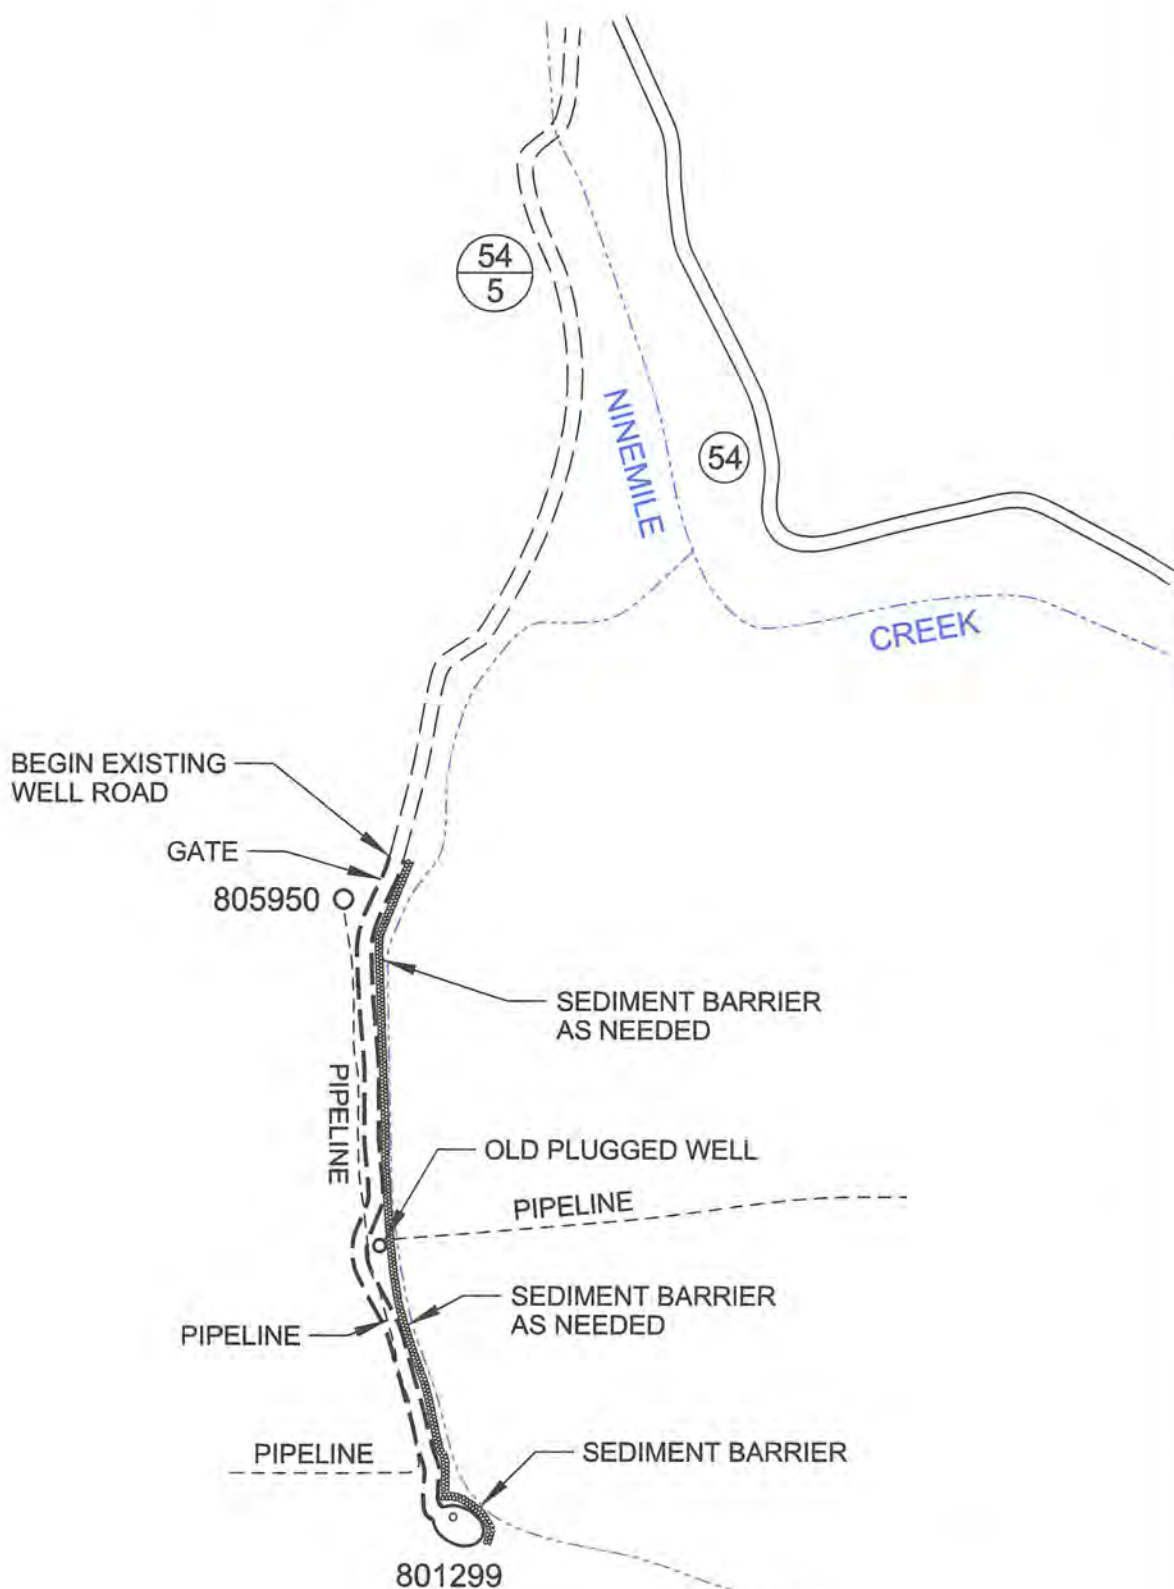 54
5
NINEMILE
54
CREEK
BEGIN EXISTING
WELL ROAD
GATE
805950
SEDIMENT BARRIER
AS NEEDED
PIPELINE
OLD PLUGGED WELL
PIPELINE
SEDIMENT BARRIER
AS NEEDED
PIPELINE
PIPELINE
SEDIMENT BARRIER
801299